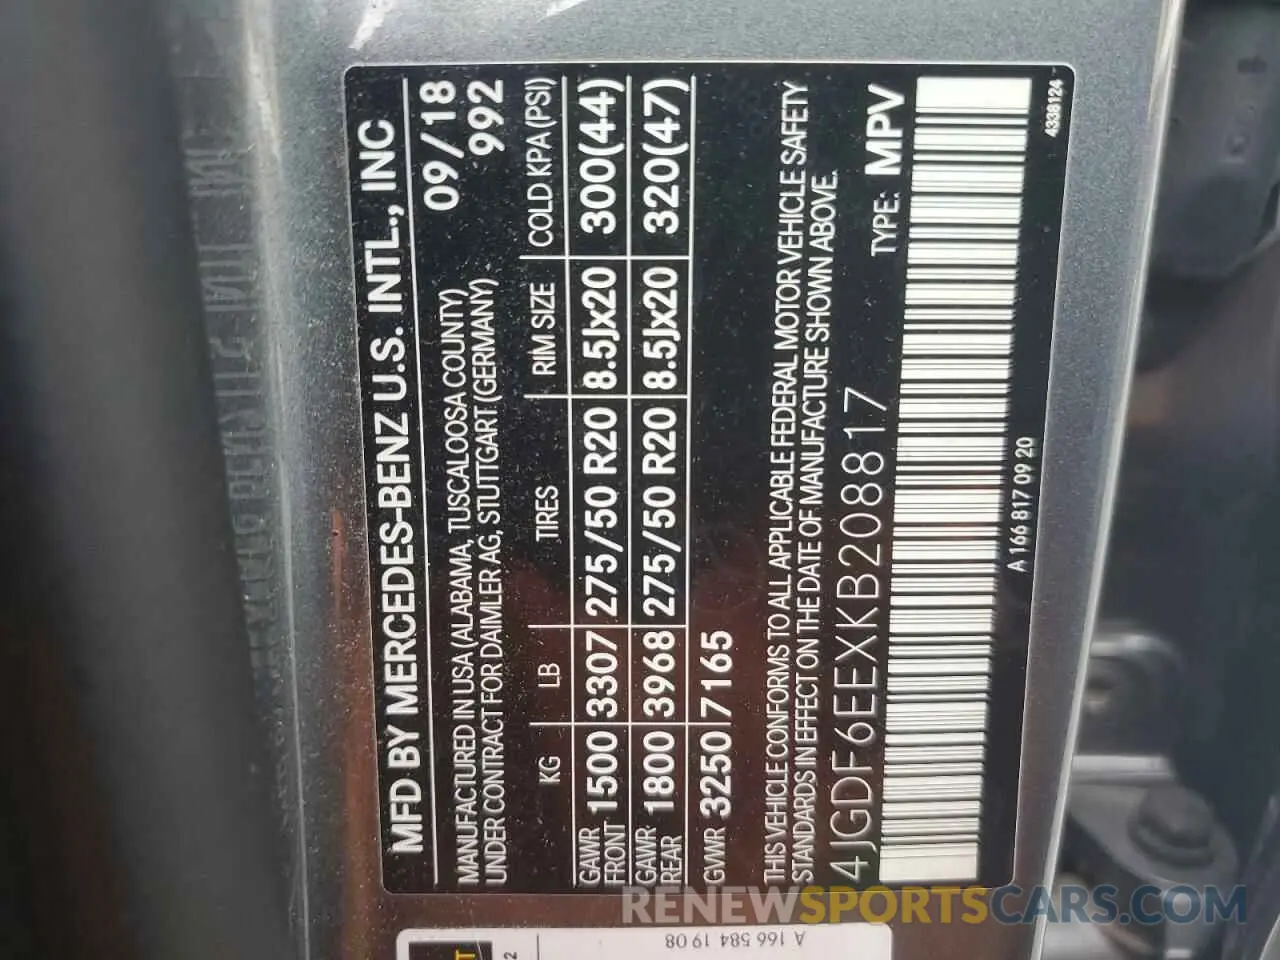 MFD BY MERCEDES-BENZ U.S. INTL., INC
09/18
MANUFACTURED IN USA (ALABAMA, TUSCALOOSA COUNTY)
UNDER CONTRACT FOR DAIMLER AG, STUTTGART (GERMANY)
992
KG LB TIRES RIM SIZE COLD KPA (PSI)
GAWR FRONT 1500 3307 275/50 R20 8.5Jx20 300(44)
GAWR REAR 1800 3968 275/50 R20 8.5Jx20 320(47)
GVWR 3250 7165
THIS VEHICLE CONFORMS TO ALL APPLICABLE FEDERAL MOTOR VEHICLE SAFETY
STANDARDS IN EFFECT ON THE DATE OF MANUFACTURE SHOWN ABOVE.
4JGDF6EEXKB208817
TYPE: MPV
A 166 817 09 20
4338124
A 166 584 19 08
RENEWSPORTSCARS.COM